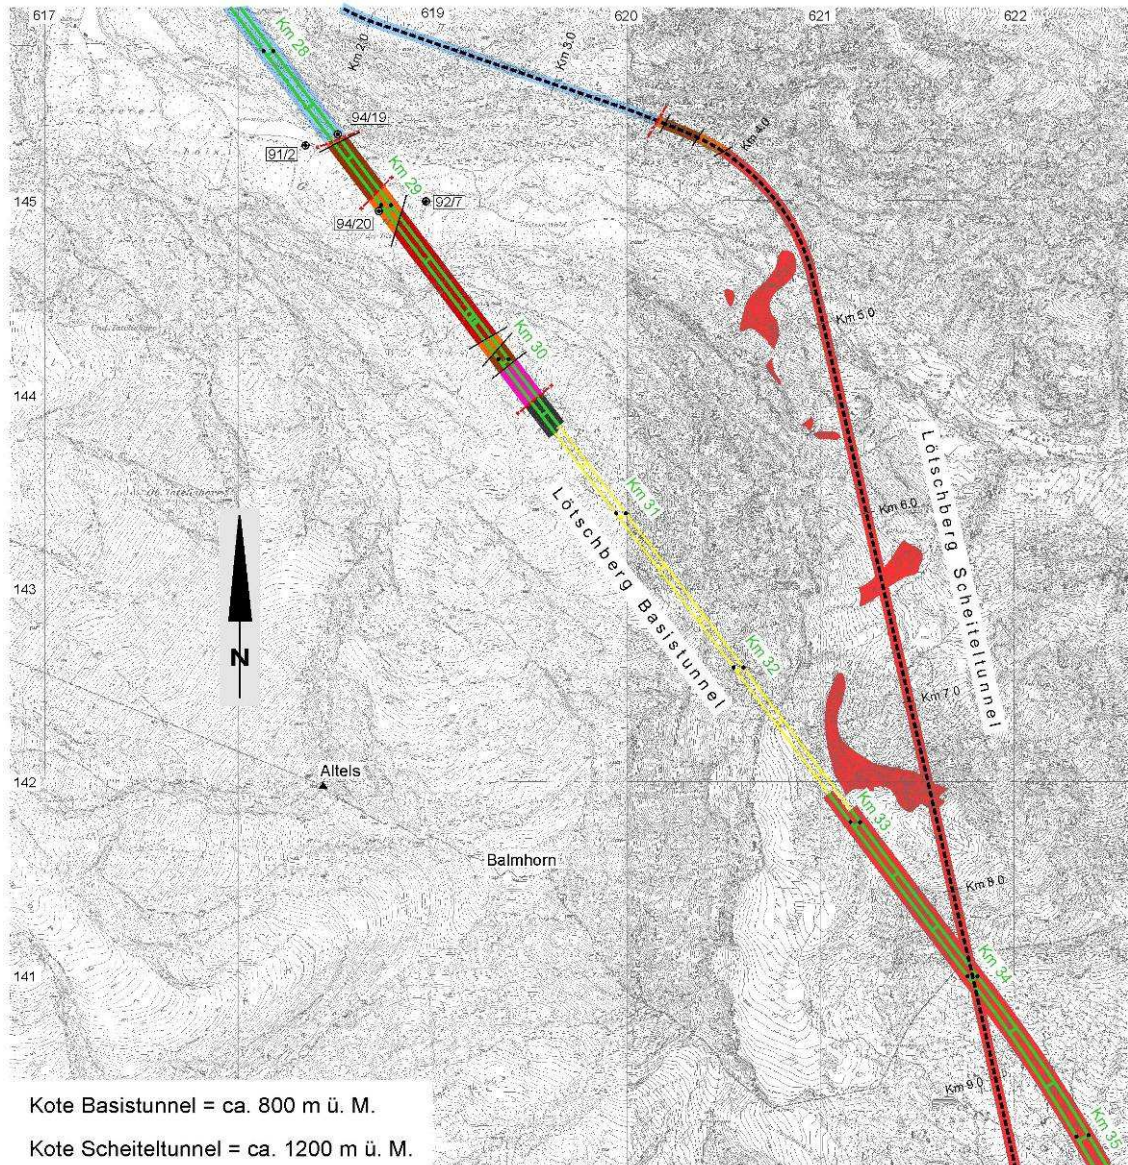 617
619
620
621
622
Km 28
Km 2.0
Km 3.0
Km 4.0
94/19
91/2
Km 29
145
92/7
94/20
Km 5.0
Km 30
144
Lötschberg Scheiteltunnel
Km 31
Km 6.0
Lötschberg Basistunnel
143
N
Km 32
Km 7.0
142
Altels
Km 33
Balmhorn
Km 8.0
Km 34
141
Km 9.0
Km 35
Kote Basistunnel = ca. 800 m ü. M.
Kote Scheiteltunnel = ca. 1200 m ü. M.